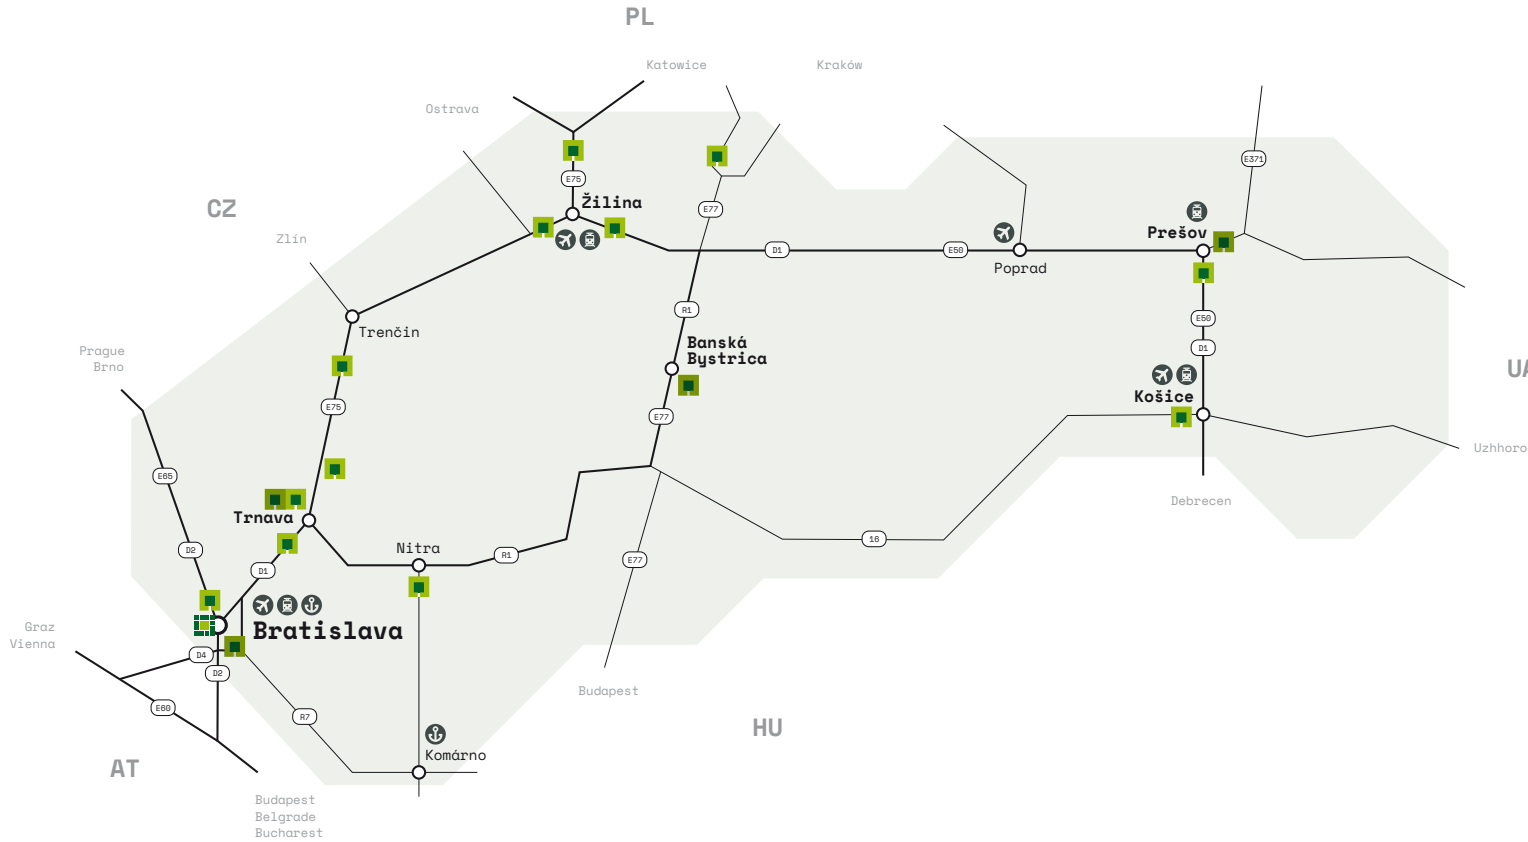 PL
Katowice
Kraków
Ostrava
E371
E75
Žilina
E77
CZ
Prešov
Zlín
D1
E50
Poprad
R1
E50
Trenčin
Banská
Bystrica
D1
Prague
Brno
UA
Košice
E75
E77
Uzhhoro
E65
Debrecen
Trnava
16
Nitra
D2
R1
E77
D1
Graz
Vienna
Bratislava
D4
D2
Budapest
E60
R7
HU
Komárno
AT
Budapest
Belgrade
Bucharest